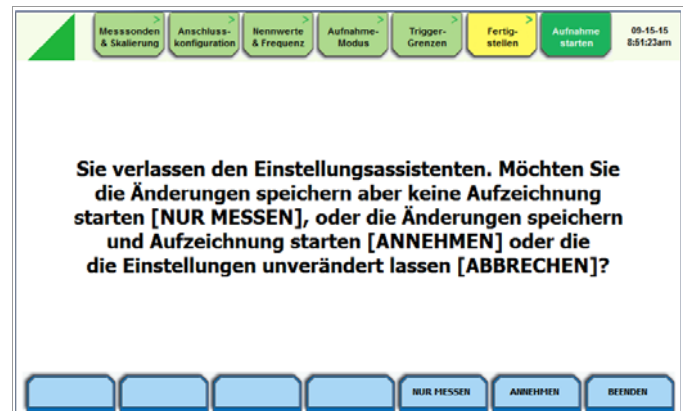 >
Messsonden
& Skalierung
>
Anschluss-
konfiguration
>
Nennwerte
& Frequenz
>
Aufnahme-
Modus
>
Trigger-
Grenzen
>
Fertig-
stellen
Aufnahme
starten
09-15-15
8:51:23am
Sie verlassen den Einstellungsassistenten. Möchten Sie
die Änderungen speichern aber keine Aufzeichnung
starten [NUR MESSEN], oder die Änderungen speichern
und Aufzeichnung starten [ANNEHMEN] oder die
die Einstellungen unverändert lassen [ABBRECHEN]?
NUR MESSEN
ANNEHMEN
BEENDEN